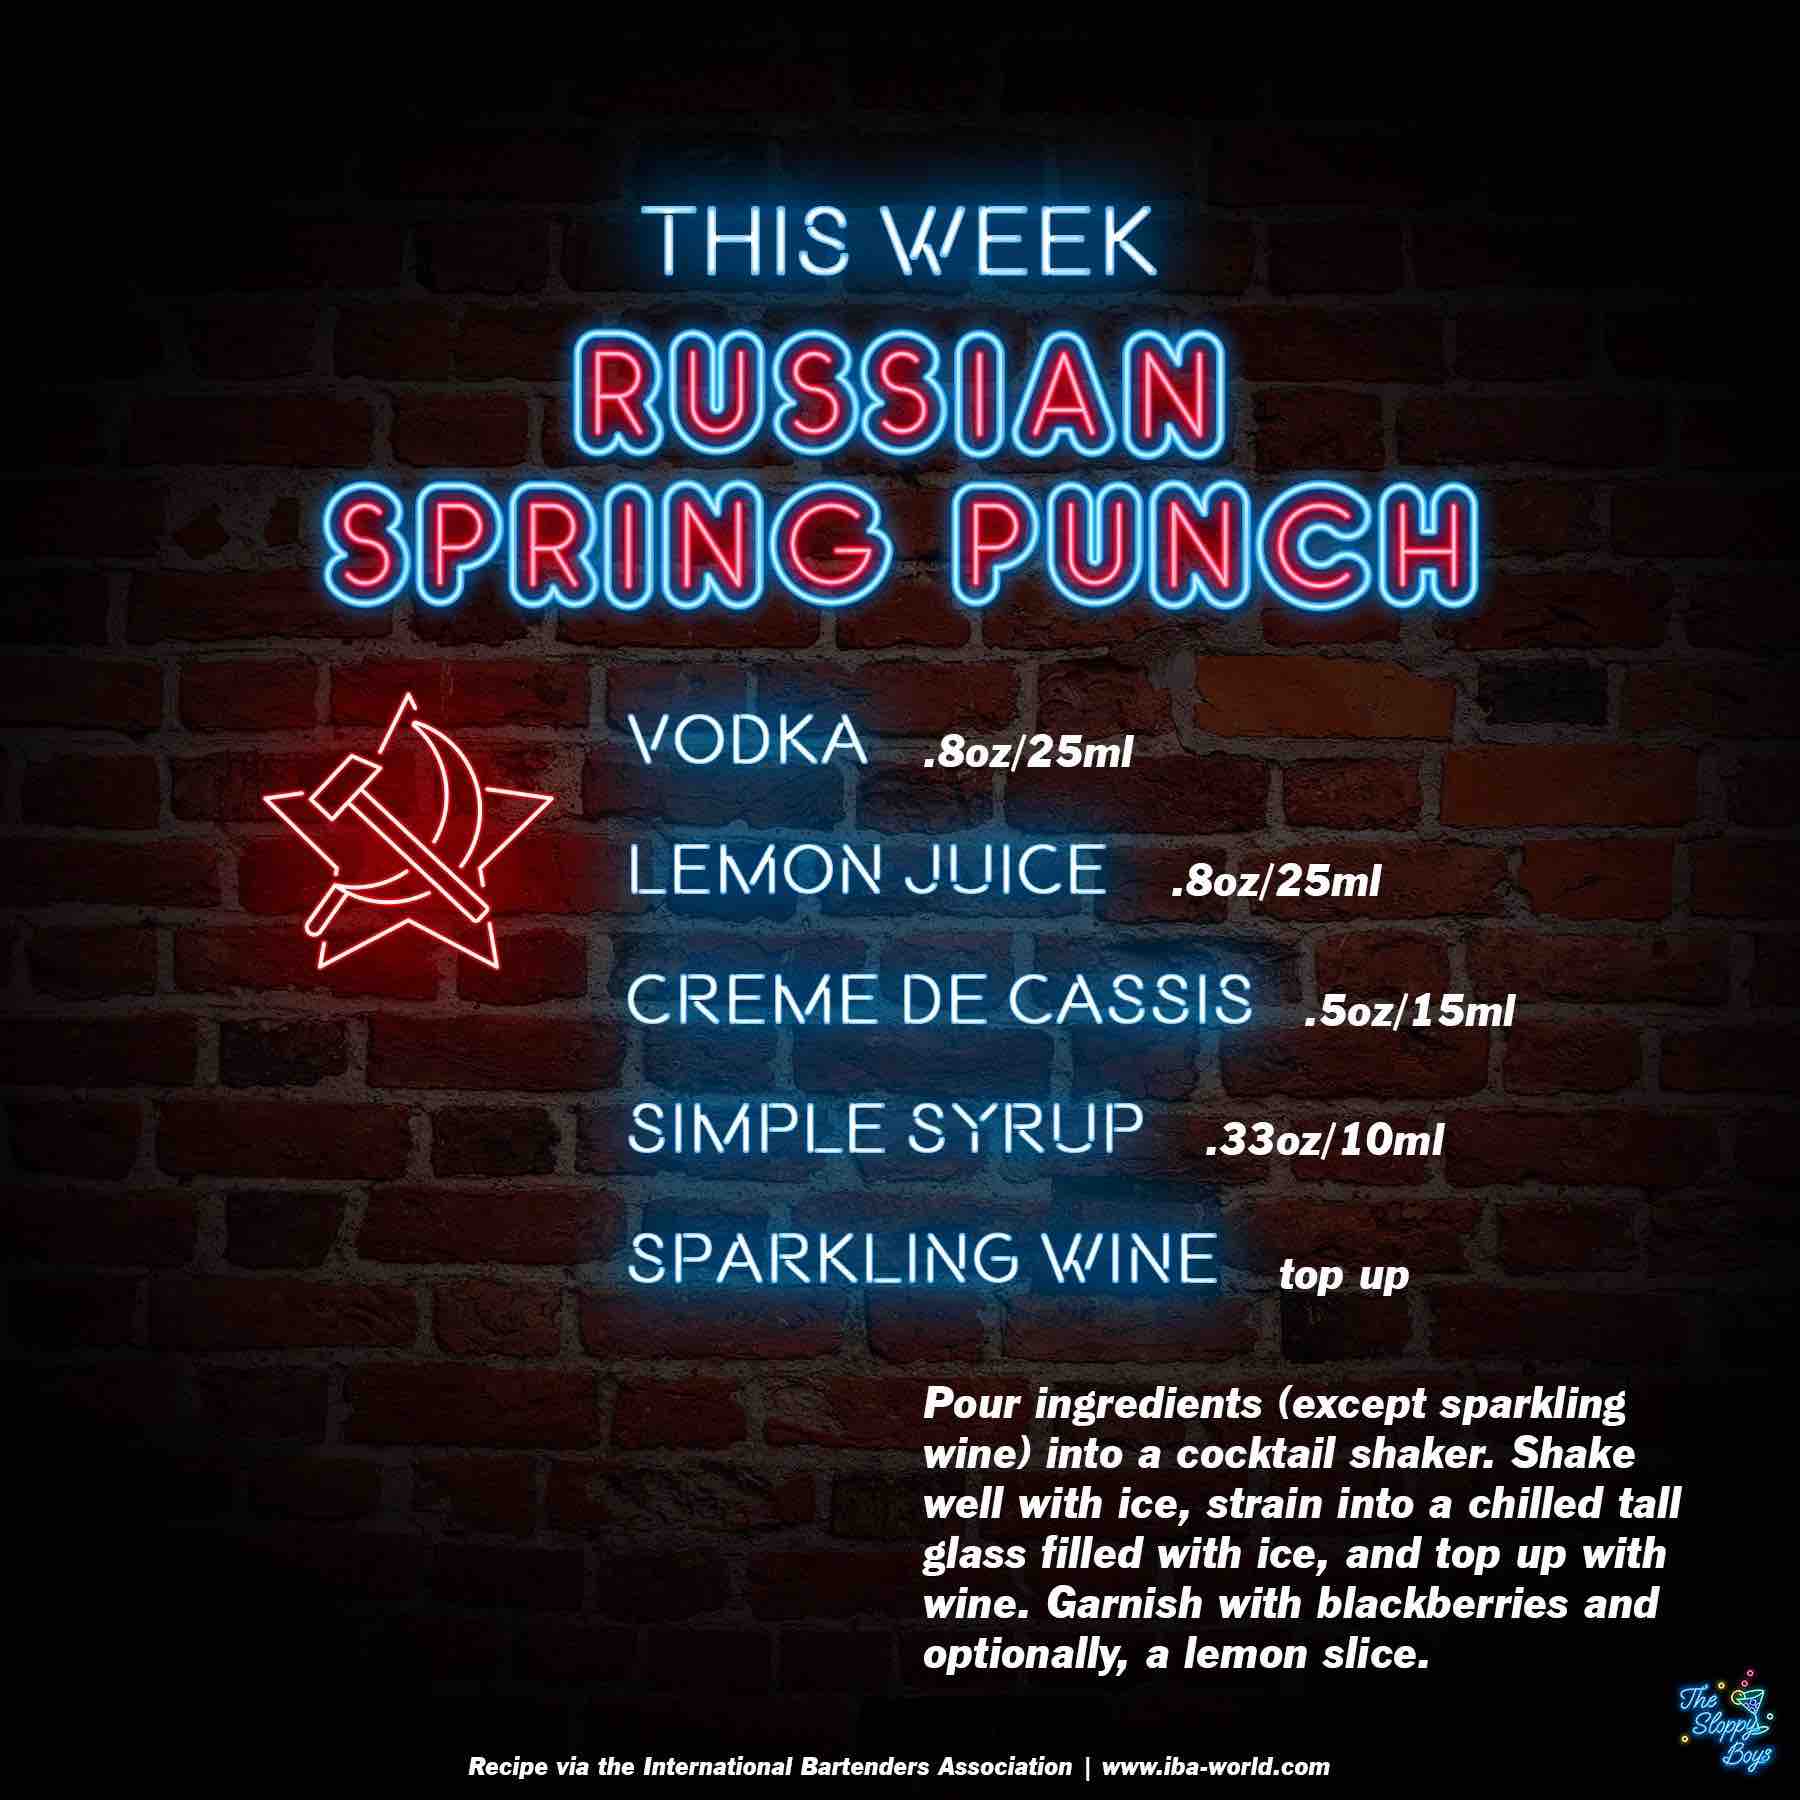 THIS WEEK
RUSSIAN
SPRING PUNCH
VODKA .8oz/25ml
LEMON JUICE .8oz/25ml
CREME DE CASSIS .5oz/15ml
SIMPLE SYRUP .33oz/10ml
SPARKLING WINE top up
Pour ingredients (except sparkling
wine) into a cocktail shaker. Shake
well with ice, strain into a chilled tall
glass filled with ice, and top up with
wine. Garnish with blackberries and
optionally, a lemon slice.
The
Sloppy
Boys
Recipe via the International Bartenders Association | www.iba-world.com